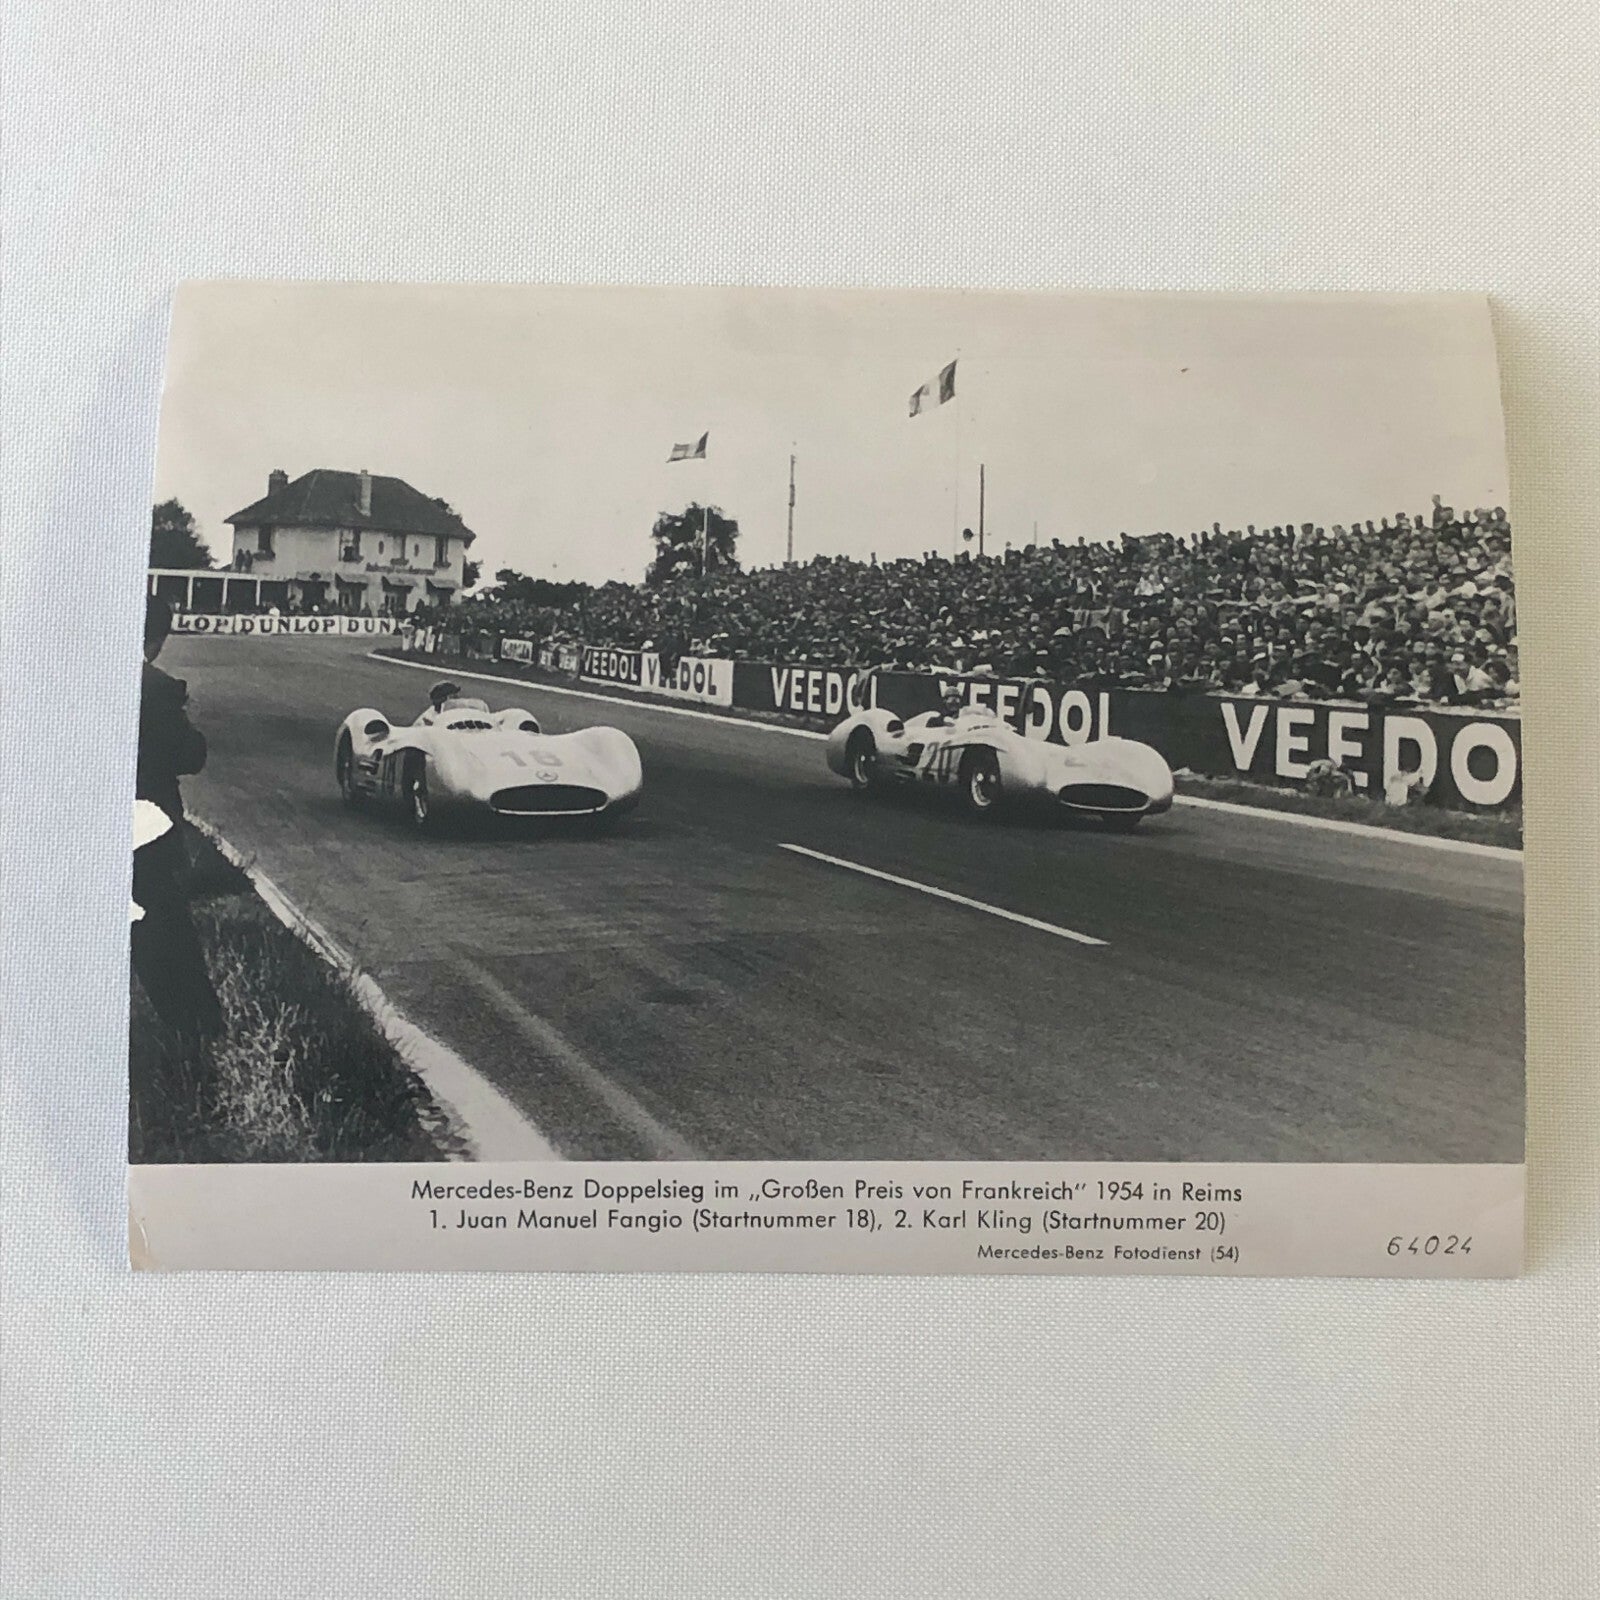 LOP DUNLOP DUN
VEEDOL VEEDOL VEEDOL VEEDOL VEEDO
18
20
Mercedes-Benz Doppelsieg im „Großen Preis von Frankreich“ 1954 in Reims
1. Juan Manuel Fangio (Startnummer 18), 2. Karl Kling (Startnummer 20)
Mercedes-Benz Fotodienst (54)
64024